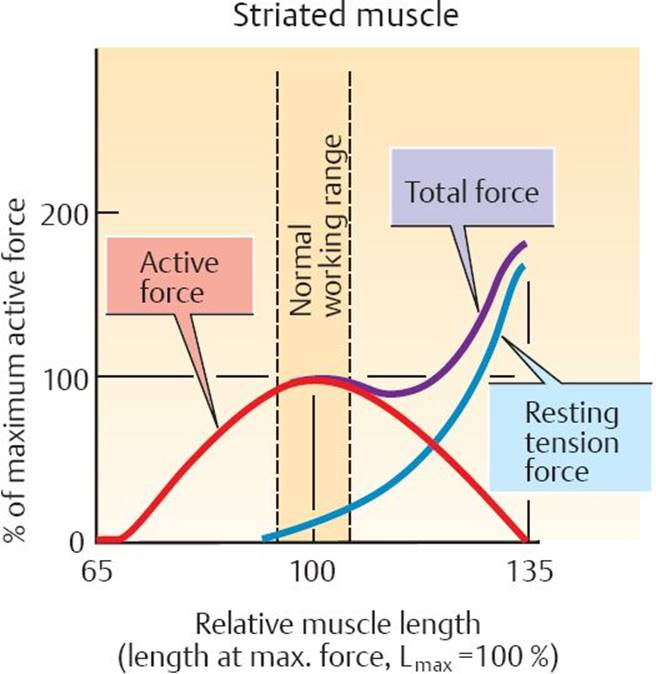 Striated muscle
% of maximum active force
200
100
0
Active
force
Normal
working range
Total force
Resting
tension
force
65
100
135
Relative muscle length
(length at max. force, Lmax =100 %)